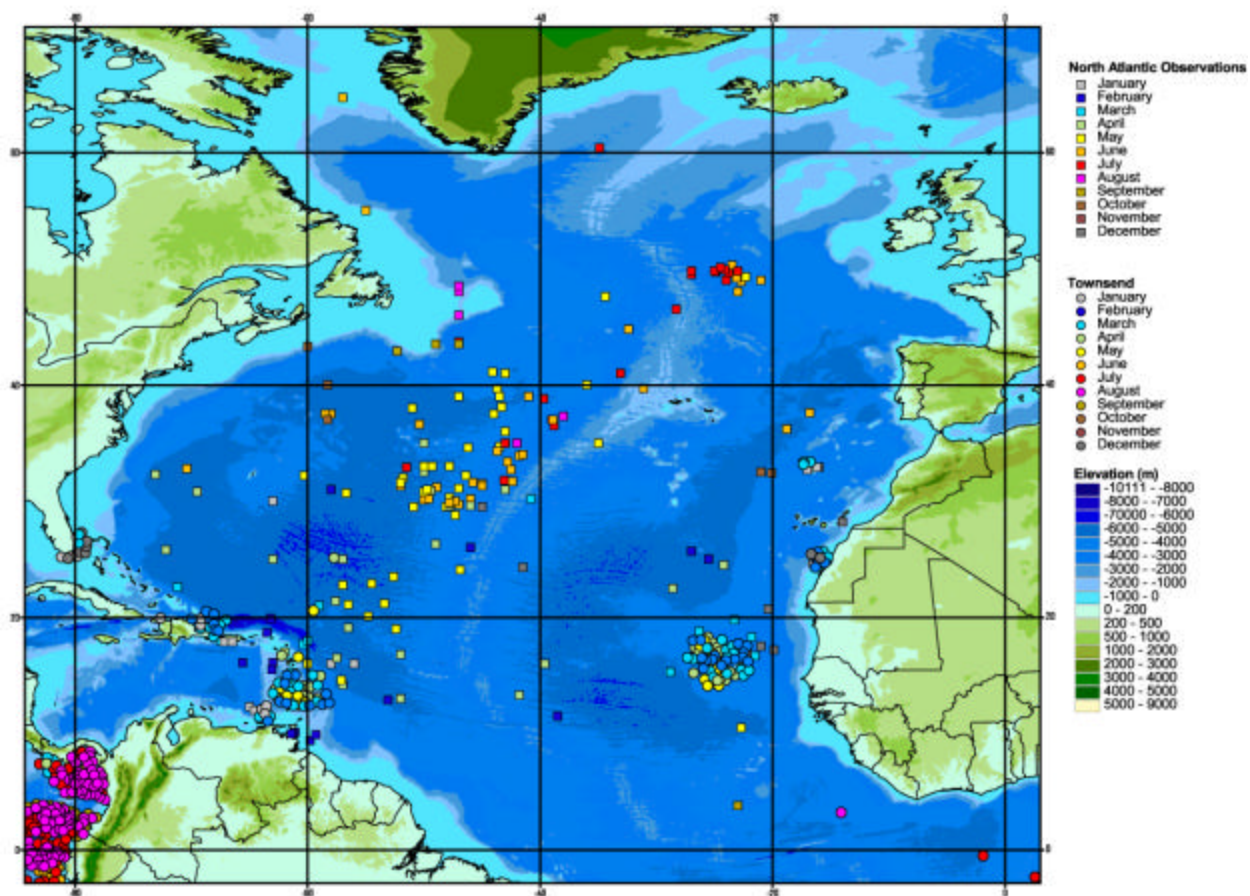 -80 -60 -40 -20 0
North Atlantic Observations
January
February
March
April
May
June
July
August
September
October
November
December
Townsend
January
February
March
April
May
June
July
August
September
October
November
December
Elevation (m)
-10111 - -8000
-8000 - -7000
-70000 - -6000
-6000 - -5000
-5000 - -4000
-4000 - -3000
-3000 - -2000
-2000 - -1000
-1000 - 0
0 - 200
200 - 500
500 - 1000
1000 - 2000
2000 - 3000
3000 - 4000
4000 - 5000
5000 - 9000
-80 -60 -40 -20 0